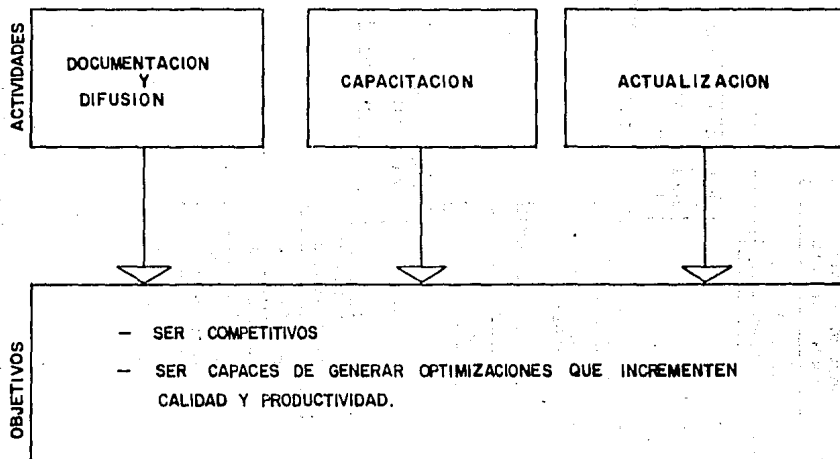 ACTIVIDADES
DOCUMENTACION
Y
DIFUSION
CAPACITACION
ACTUALIZACION
OBJETIVOS
- SER COMPETITIVOS
- SER CAPACES DE GENERAR OPTIMIZACIONES QUE INCREMENTEN
CALIDAD Y PRODUCTIVIDAD.